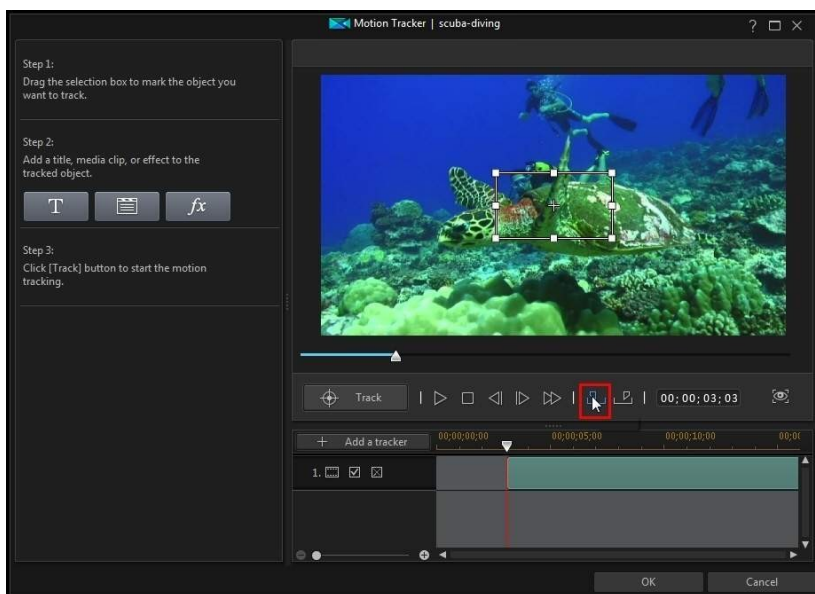 Motion Tracker | scuba-diving
?
Step 1:
Drag the selection box to mark the object you
want to track.
Step 2:
Add a title, media clip, or effect to the
tracked object.
T fx
Step 3:
Click [Track] button to start the motion
tracking.
Track
00;00;03;03
+ Add a tracker
00;00;00;00 00;00;05;00 00;00;10;00 00;0
1.
OK Cancel